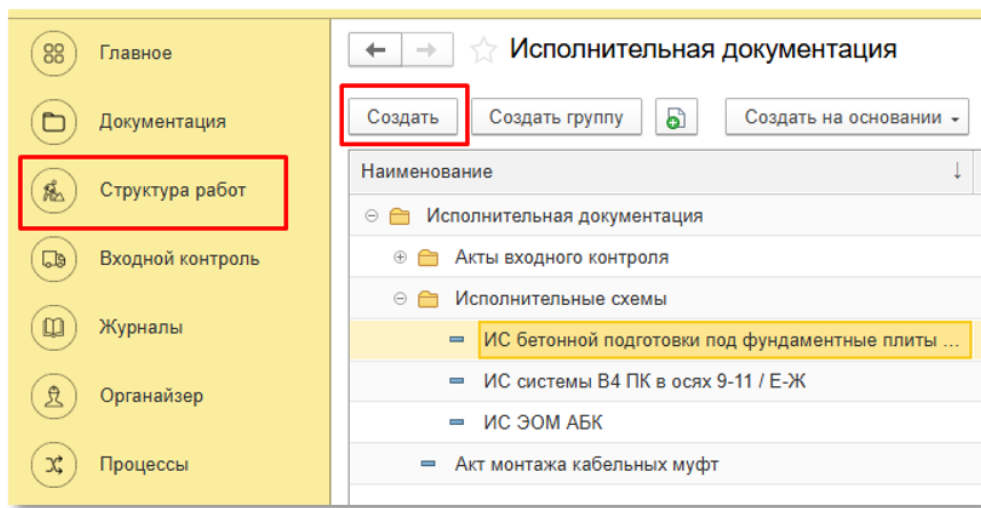 Главное
Документация
Структура работ
Входной контроль
Журналы
Органайзер
Процессы
Исполнительная документация
Создать Создать группу Создать на основании
Наименование
Исполнительная документация
Акты входного контроля
Исполнительные схемы
ИС бетонной подготовки под фундаментные плиты ...
ИС системы В4 ПК в осях 9-11 / Е-Ж
ИС ЭОМ АБК
Акт монтажа кабельных муфт